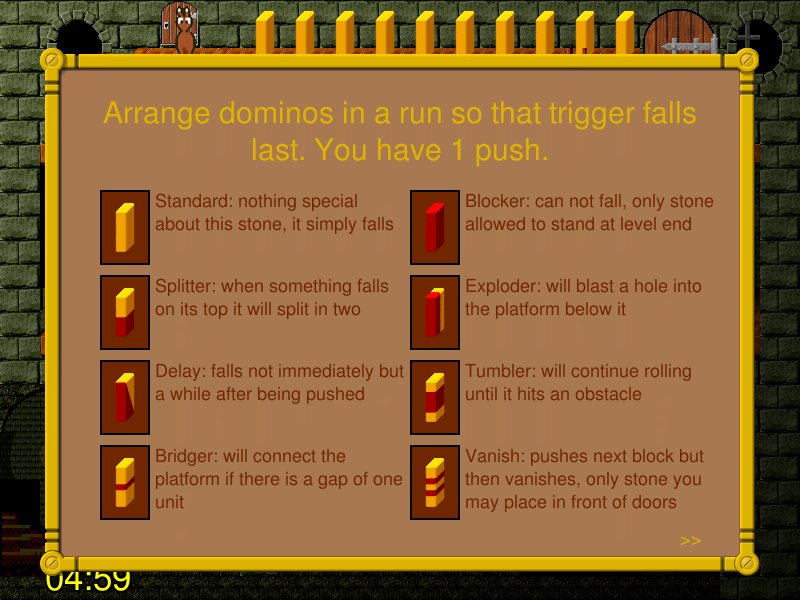 Arrange dominos in a run so that trigger falls
last. You have 1 push.
Standard: nothing special
about this stone, it simply falls
Blocker: can not fall, only stone
allowed to stand at level end
Splitter: when something falls
on its top it will split in two
Exploder: will blast a hole into
the platform below it
Delay: falls not immediately but
a while after being pushed
Tumbler: will continue rolling
until it hits an obstacle
Bridger: will connect the
platform if there is a gap of one
unit
Vanish: pushes next block but
then vanishes, only stone you
may place in front of doors
>>
04:59